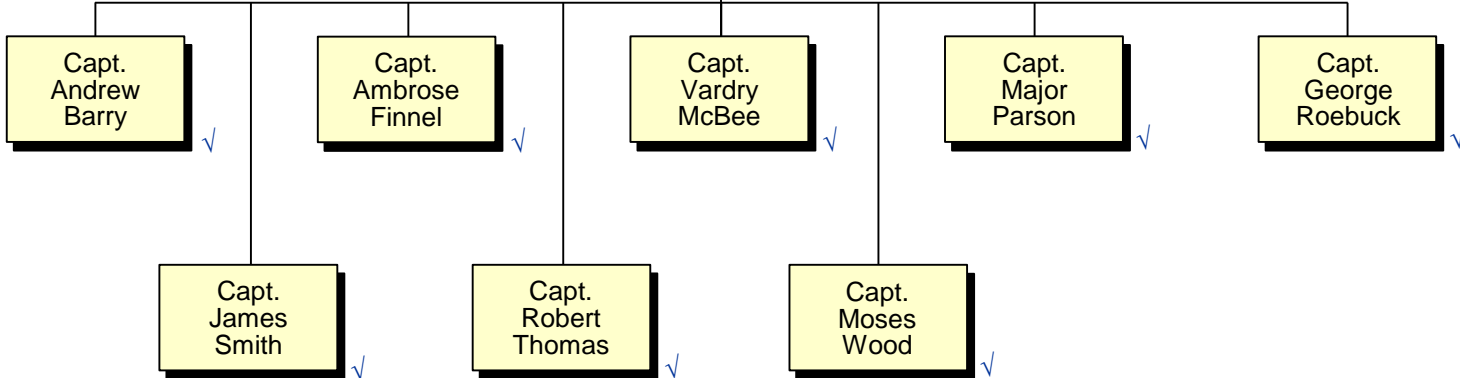 Capt.
Andrew
Barry
√
Capt.
Ambrose
Finnel
√
Capt.
Vardry
McBee
√
Capt.
Major
Parson
√
Capt.
George
Roebuck
√
Capt.
James
Smith
√
Capt.
Robert
Thomas
√
Capt.
Moses
Wood
√